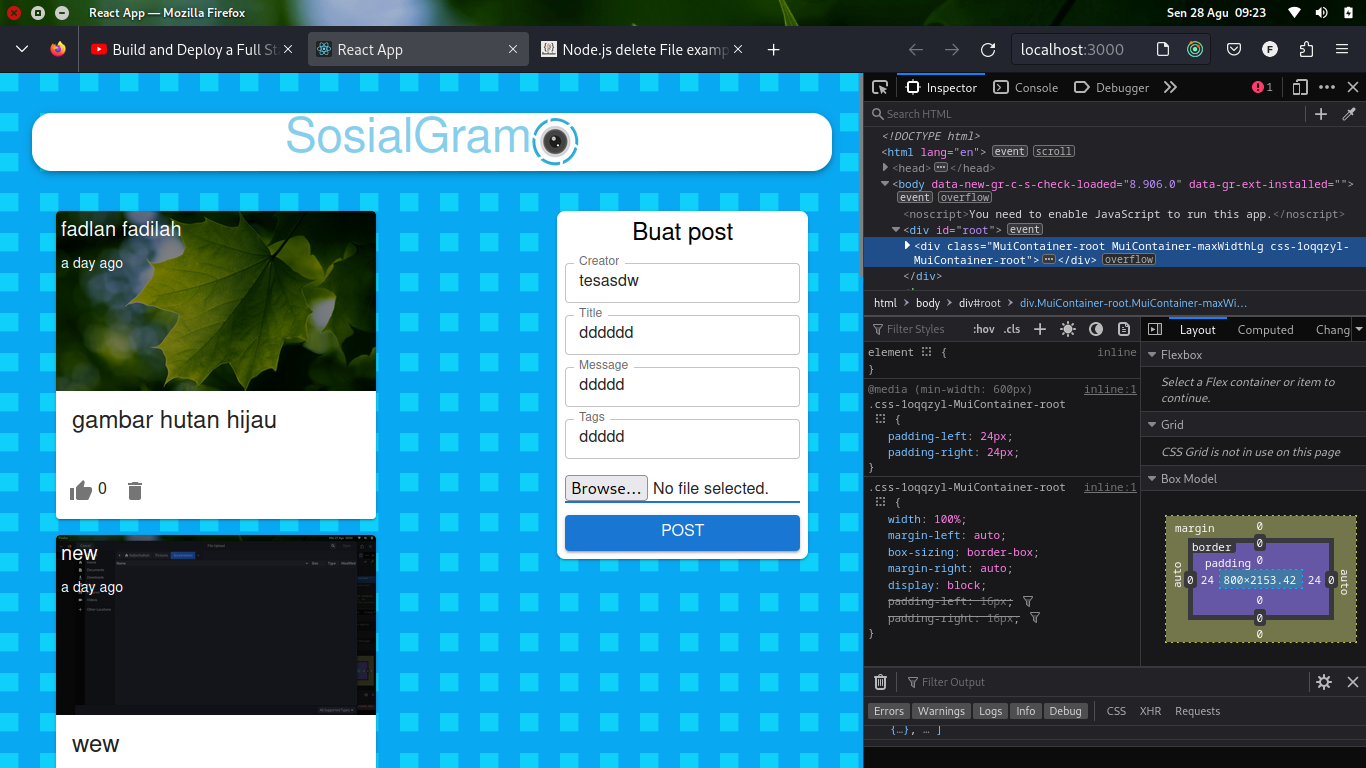 React App — Mozilla Firefox
Sen 28 Agu 09:23
Build and Deploy a Full St
React App
Node.js delete File examp
localhost:3000
F
SosialGram
fadlan fadilah
a day ago
gambar hutan hijau
0
new
a day ago
wew
Buat post
Creator
tesasdw
Title
dddddd
Message
ddddd
Tags
ddddd
Browse... No file selected.
POST
Inspector Console Debugger 1
Search HTML
<!DOCTYPE html>
<html lang="en"> event scroll
<head> </head>
<body data-new-gr-c-s-check-loaded="8.906.0" data-gr-ext-installed="">
event overflow
<noscript>You need to enable JavaScript to run this app.</noscript>
<div id="root"> event
<div class="MuiContainer-root MuiContainer-maxWidthLg css-1oqqzyl-
MuiContainer-root"> </div> overflow
</div>
html body div#root div.MuiContainer-root.MuiContainer-maxWi…
Filter Styles :hov .cls
element { inline
}
@media (min-width: 600px) inline:1
.css-1oqqzyl-MuiContainer-root
{
padding-left: 24px;
padding-right: 24px;
}
.css-1oqqzyl-MuiContainer-root inline:1
{
width: 100%;
margin-left: auto;
box-sizing: border-box;
margin-right: auto;
display: block;
padding-left: 16px;
padding-right: 16px;
}
Layout Computed Chang
Flexbox
Select a Flex container or item to
continue.
Grid
CSS Grid is not in use on this page
Box Model
margin 0
border 0
padding 0
auto 0 24 800×2153.42 24 0 auto
0
0
0
Filter Output
Errors Warnings Logs Info Debug CSS XHR Requests
{…}, … ]